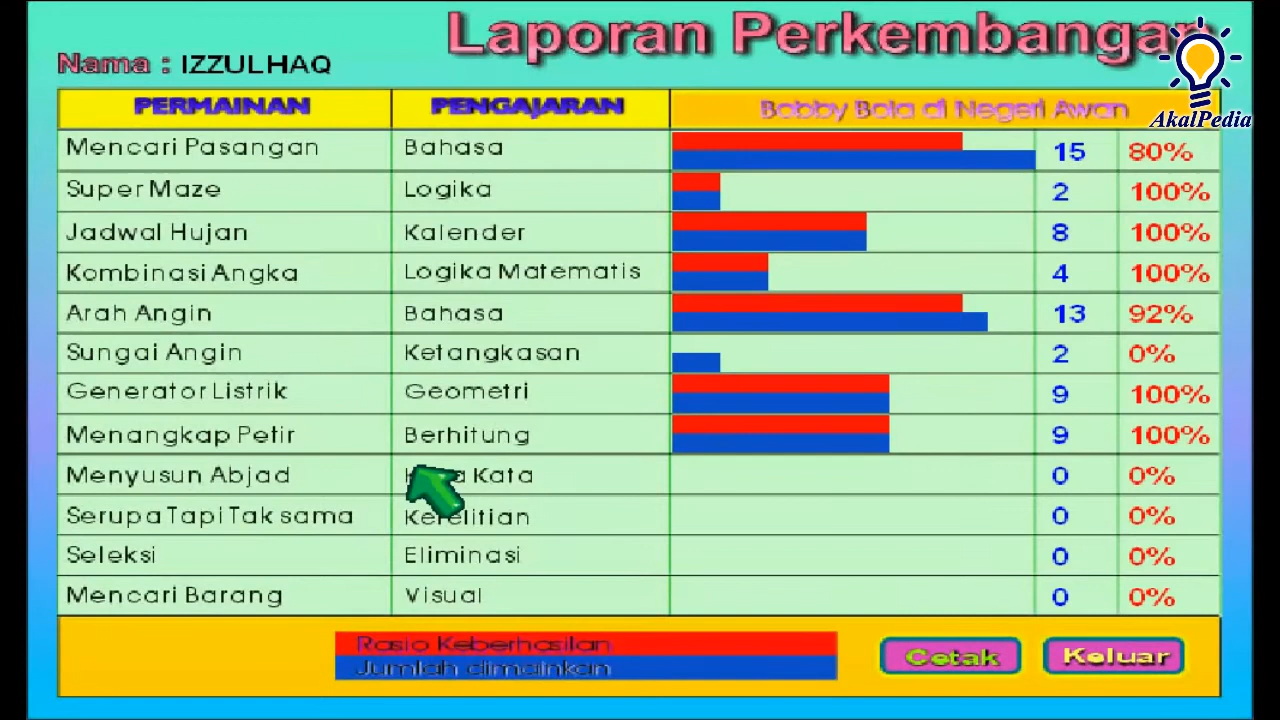 Laporan Perkembangan
Nama : IZZULHAQ
AkalPedia
PERMAINAN PENGAJARAN Bobby Bola di Negeri Awan
Mencari Pasangan Bahasa 15 80%
Super Maze Logika 2 100%
Jadwal Hujan Kalender 8 100%
Kombinasi Angka Logika Matematis 4 100%
Arah Angin Bahasa 13 92%
Sungai Angin Ketangkasan 2 0%
Generator Listrik Geometri 9 100%
Menangkap Petir Berhitung 9 100%
Menyusun Abjad Kata 0 0%
Serupa Tapi Tak sama Ketelitian 0 0%
Seleksi Eliminasi 0 0%
Mencari Barang Visual 0 0%
Rasio Keberhasilan
Jumlah dimainkan
Cetak Keluar